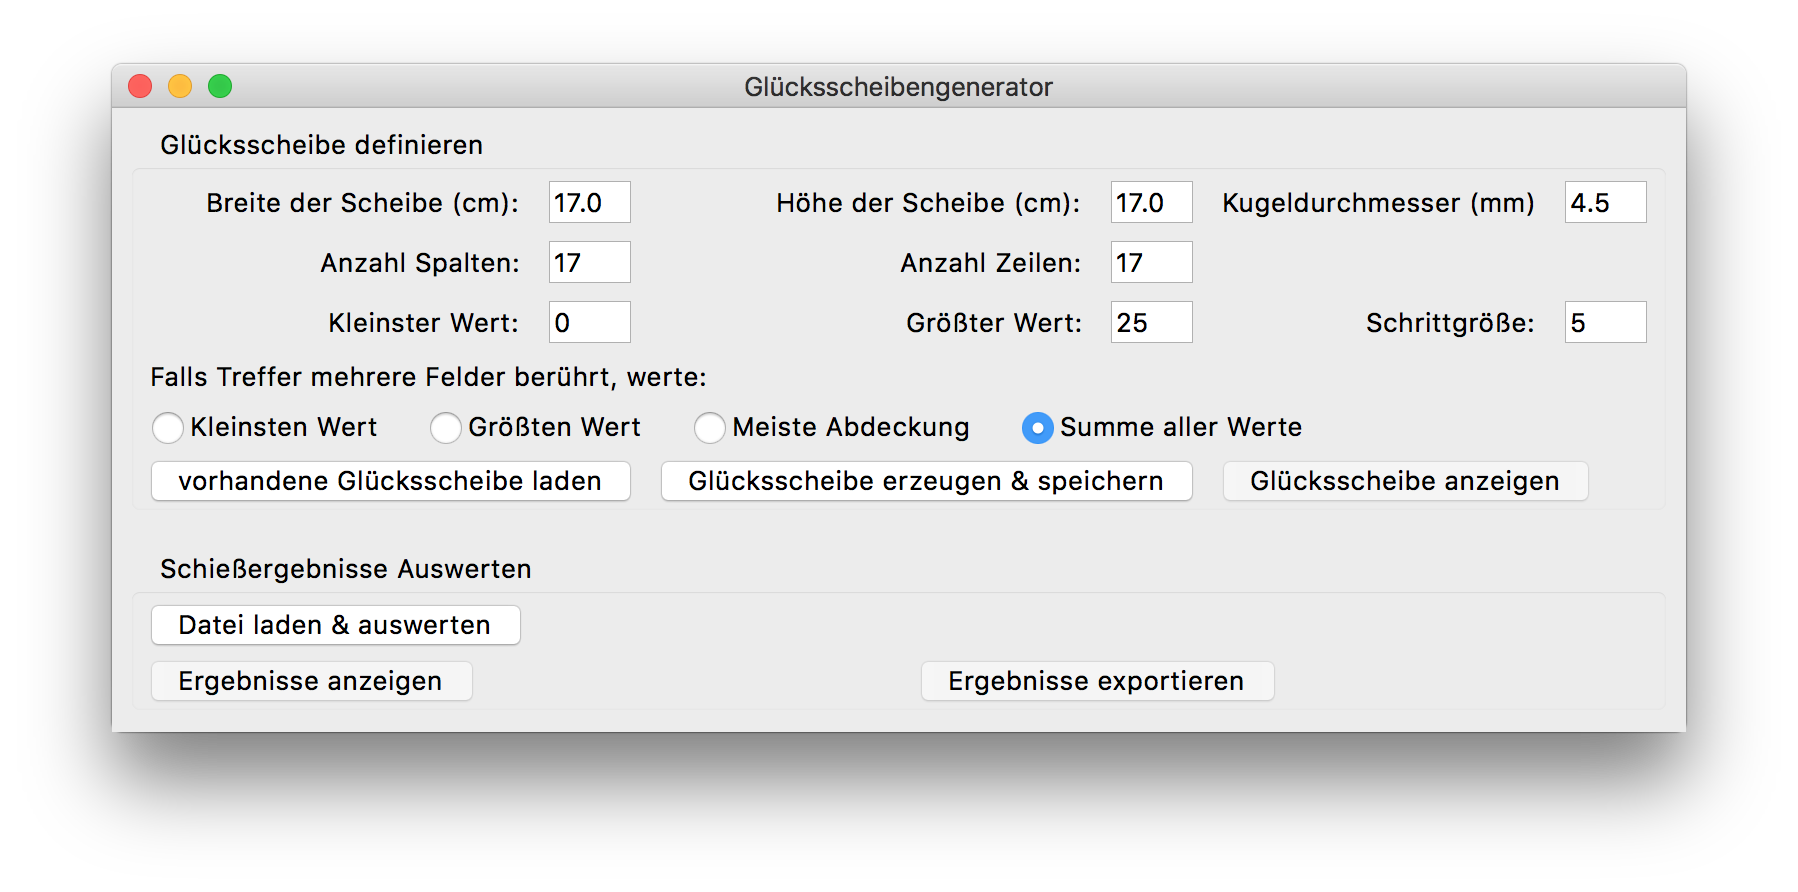 Glücksscheibengenerator
Glücksscheibe definieren
Breite der Scheibe (cm): 17.0 Höhe der Scheibe (cm): 17.0 Kugeldurchmesser (mm) 4.5
Anzahl Spalten: 17 Anzahl Zeilen: 17
Kleinster Wert: 0 Größter Wert: 25 Schrittgröße: 5
Falls Treffer mehrere Felder berührt, werte:
Kleinsten Wert Größten Wert Meiste Abdeckung Summe aller Werte
vorhandene Glücksscheibe laden Glücksscheibe erzeugen & speichern Glücksscheibe anzeigen
Schießergebnisse Auswerten
Datei laden & auswerten
Ergebnisse anzeigen Ergebnisse exportieren